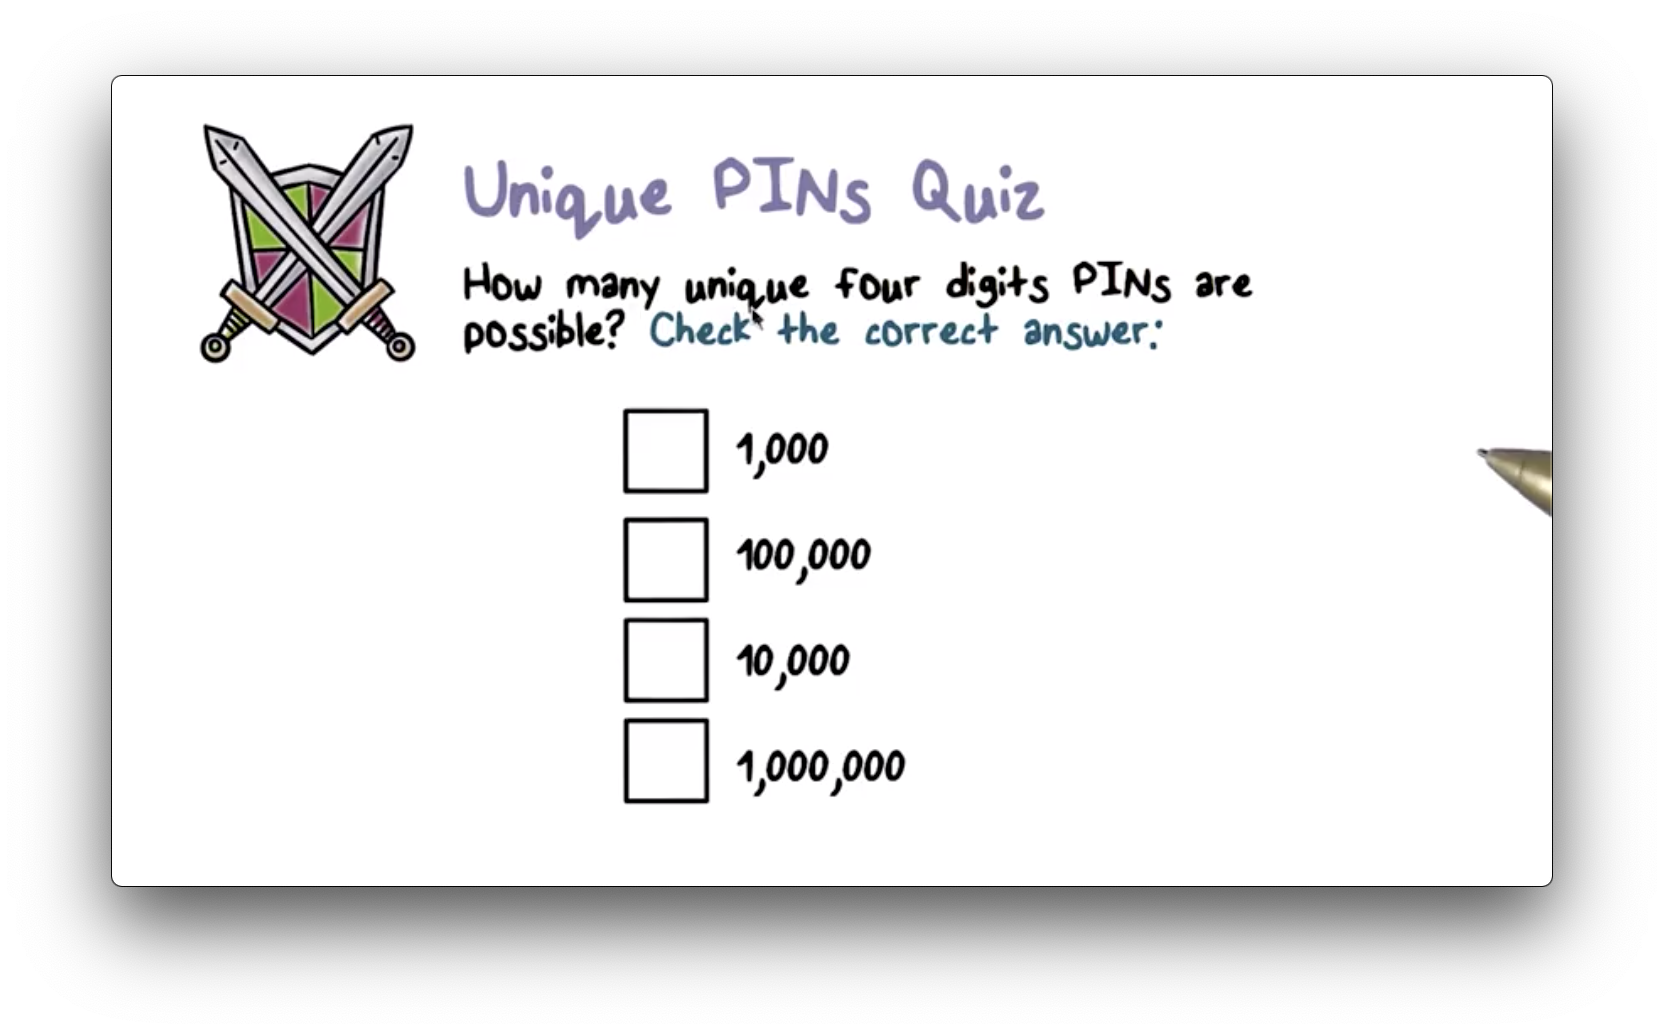 Unique PINs Quiz
How many unique four digits PINs are
possible? Check the correct answer:
1,000
100,000
10,000
1,000,000